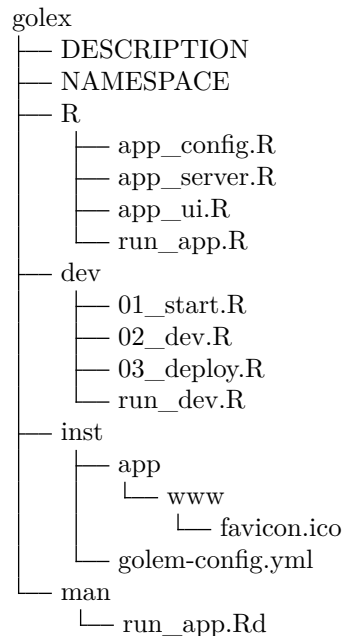 golex
DESCRIPTION
NAMESPACE
R
app_config.R
app_server.R
app_ui.R
run_app.R
dev
01_start.R
02_dev.R
03_deploy.R
run_dev.R
inst
app
www
favicon.ico
golem-config.yml
man
run_app.Rd